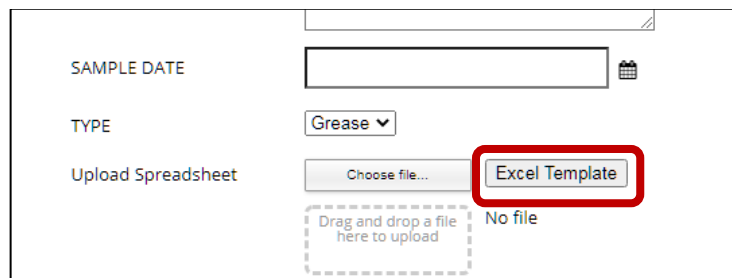 SAMPLE DATE
TYPE
Grease
Upload Spreadsheet
Choose file...
Excel Template
Drag and drop a file
here to upload
No file